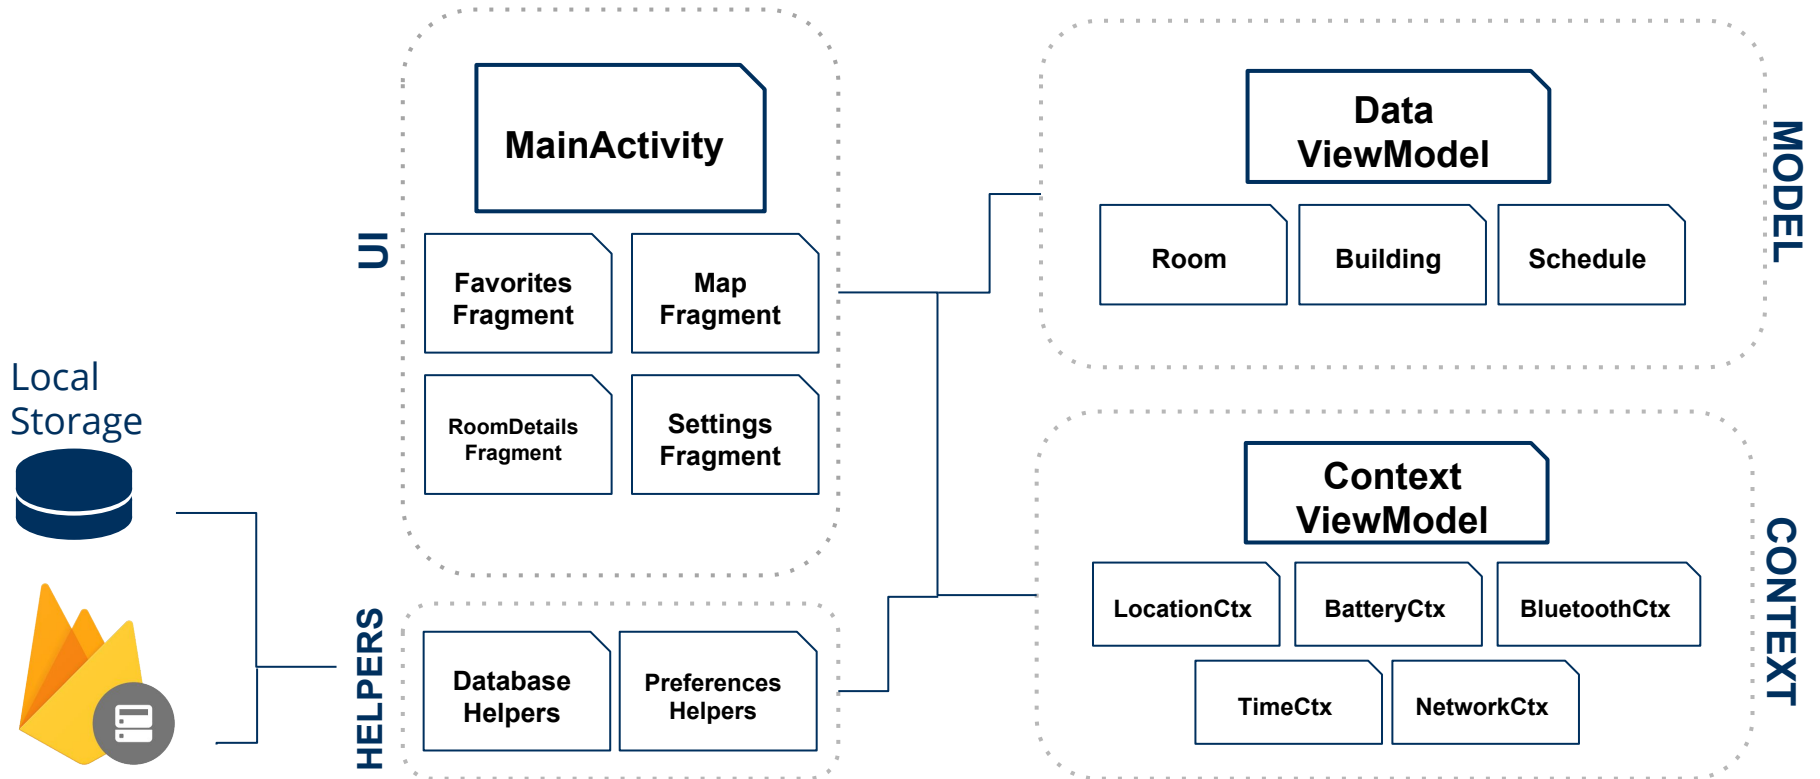 Local
Storage
UI
MainActivity
Favorites
Fragment
Map
Fragment
RoomDetails
Fragment
Settings
Fragment
HELPERS
Database
Helpers
Preferences
Helpers
MODEL
Data
ViewModel
Room
Building
Schedule
CONTEXT
Context
ViewModel
LocationCtx
BatteryCtx
BluetoothCtx
TimeCtx
NetworkCtx